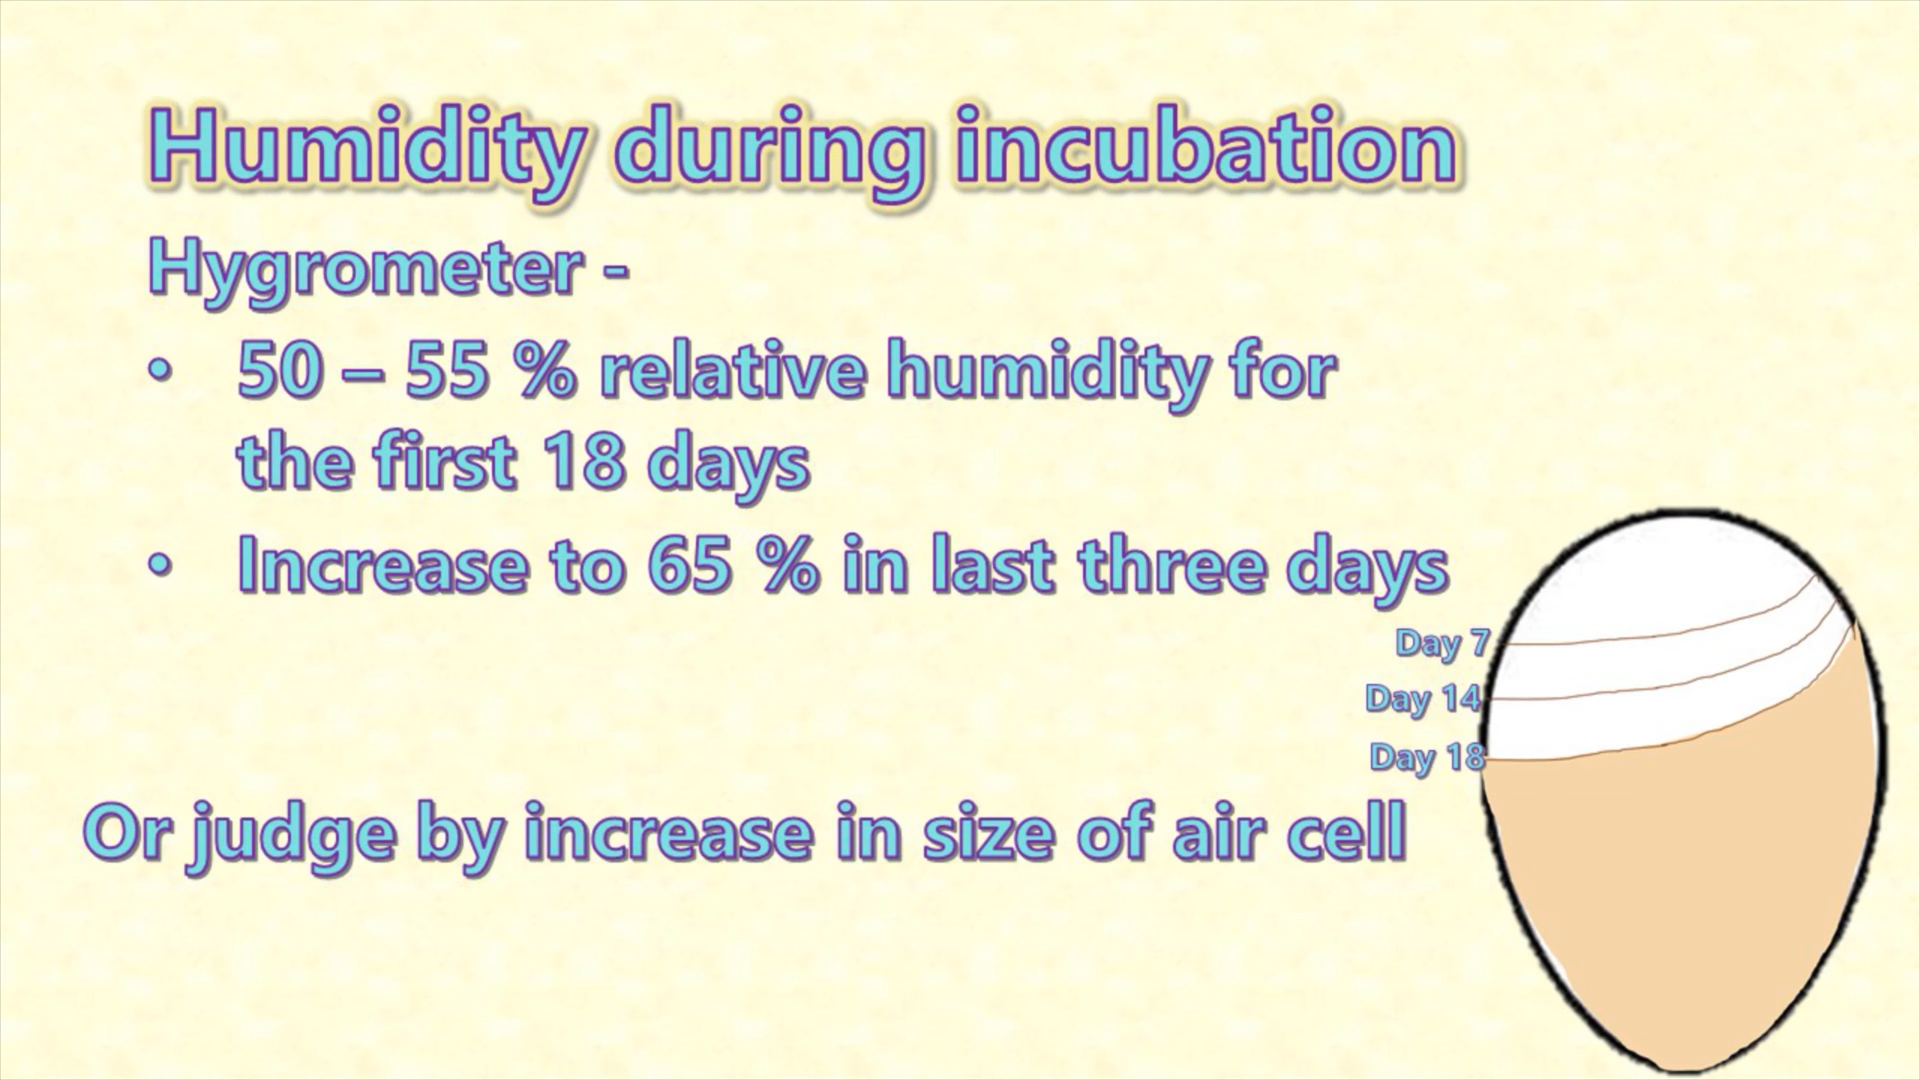 Humidity during incubation
Hygrometer -
• 50 – 55 % relative humidity for
the first 18 days
• Increase to 65 % in last three days
Day 7
Day 14
Day 18
Or judge by increase in size of air cell